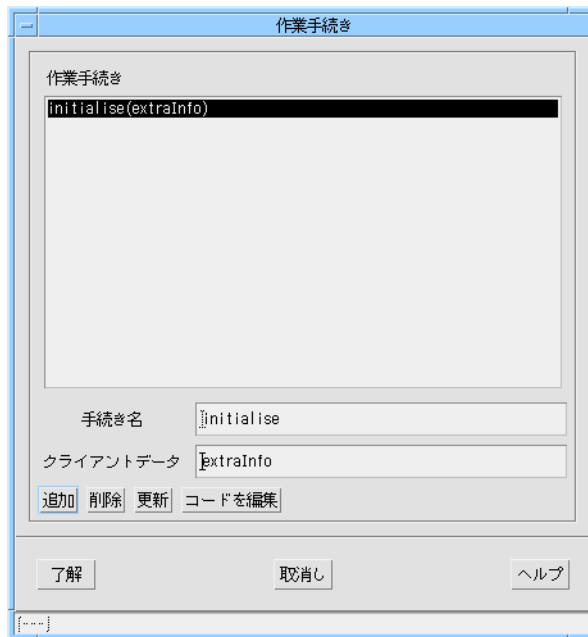 作業手続き
作業手続き
initialise(extraInfo)
手続き名 initialise
クライアントデータ extraInfo
追加 削除 更新 コードを編集
了解 取消し ヘルプ
[---]